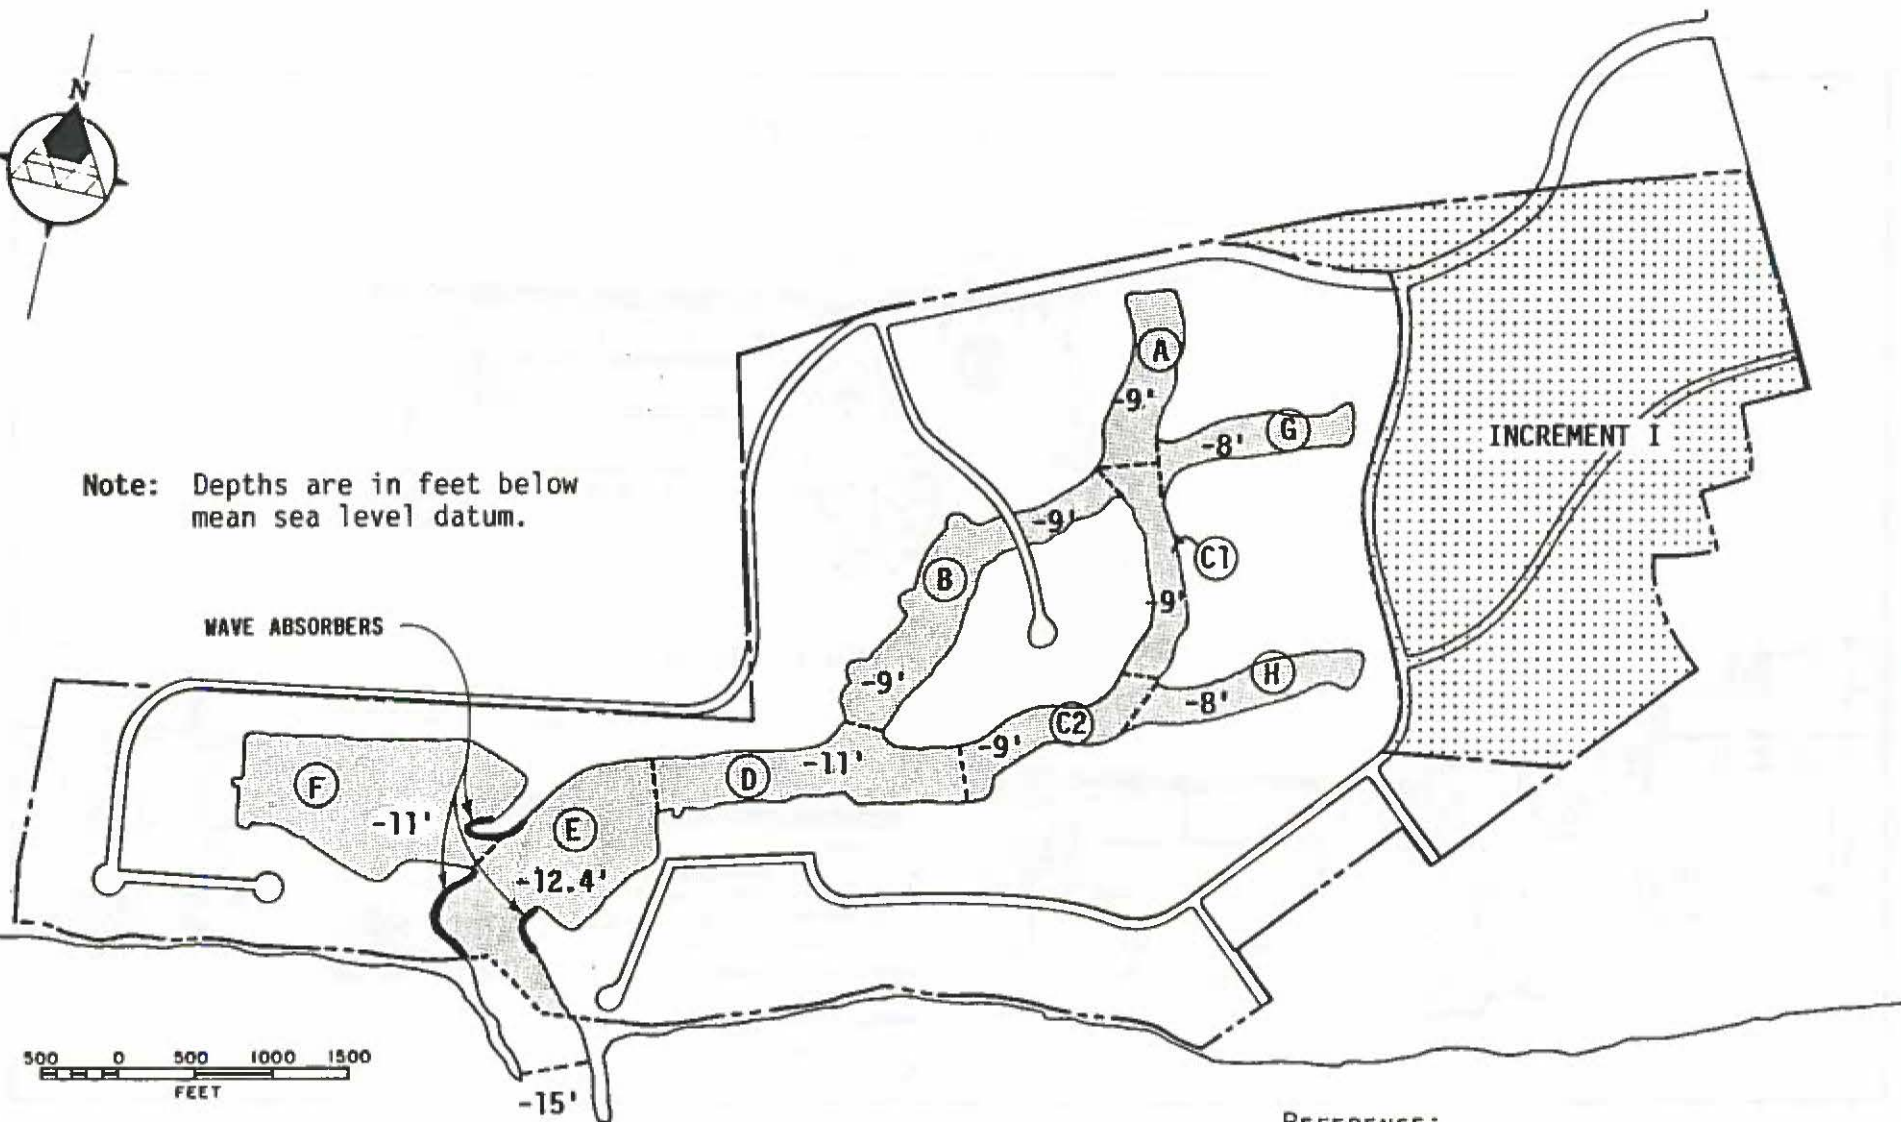 N
A
-9'
G
-8'
INCREMENT I
Note: Depths are in feet below
mean sea level datum.
-9'
C1
B
-9'
WAVE ABSORBERS
H
-9'
-8'
C2
-9'
D
-11'
F
-11'
E
-12.4'
500 0 500 1000 1500
FEET
-15'
REFERENCE: